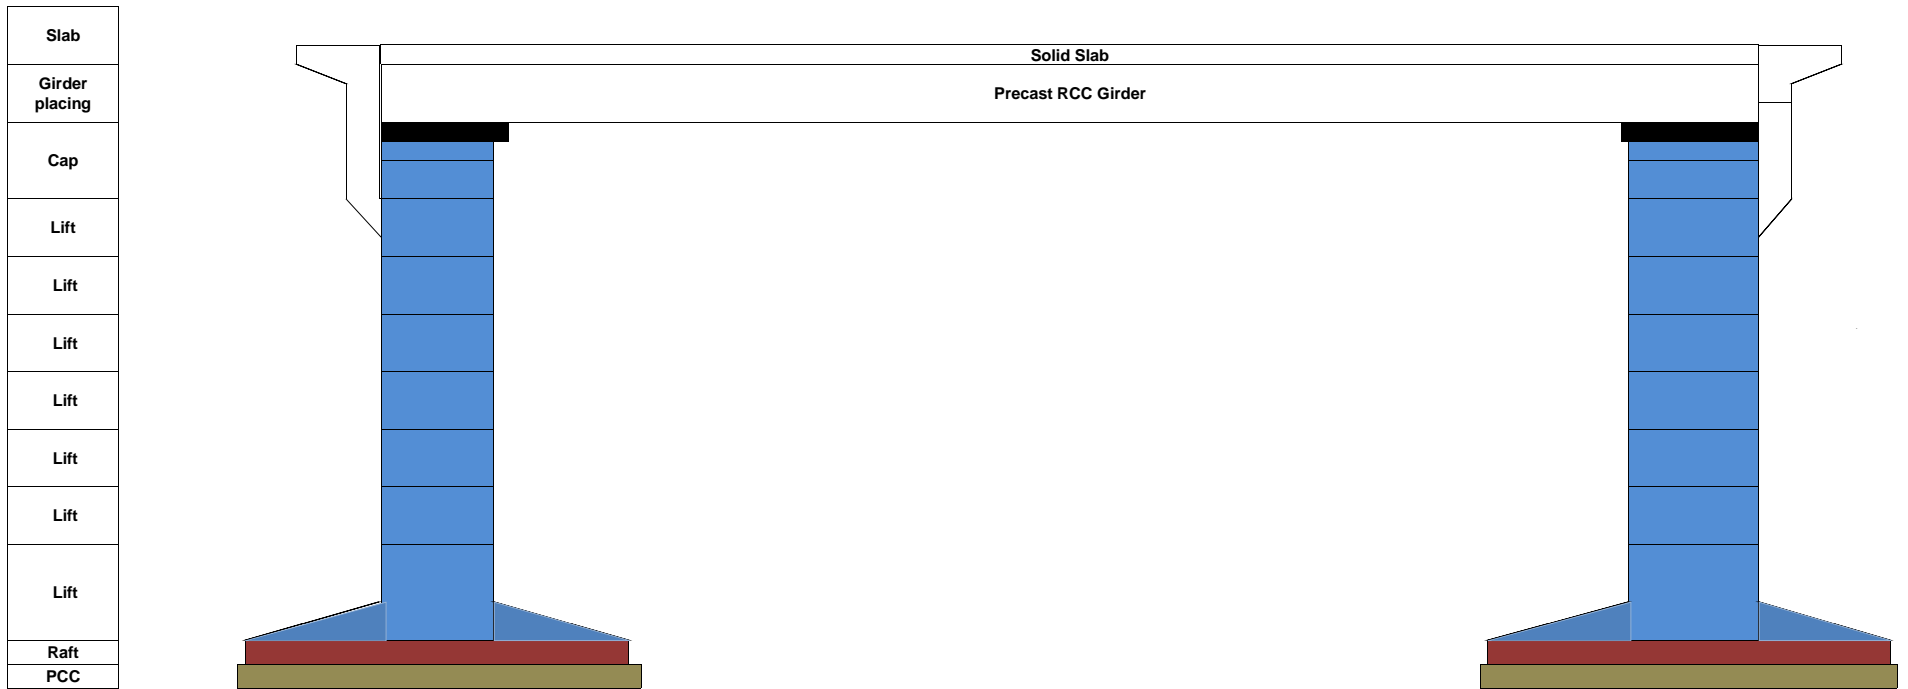 Slab
Solid Slab
Girder
placing
Precast RCC Girder
Cap
Lift
Lift
Lift
Lift
Lift
Lift
Lift
Raft
PCC